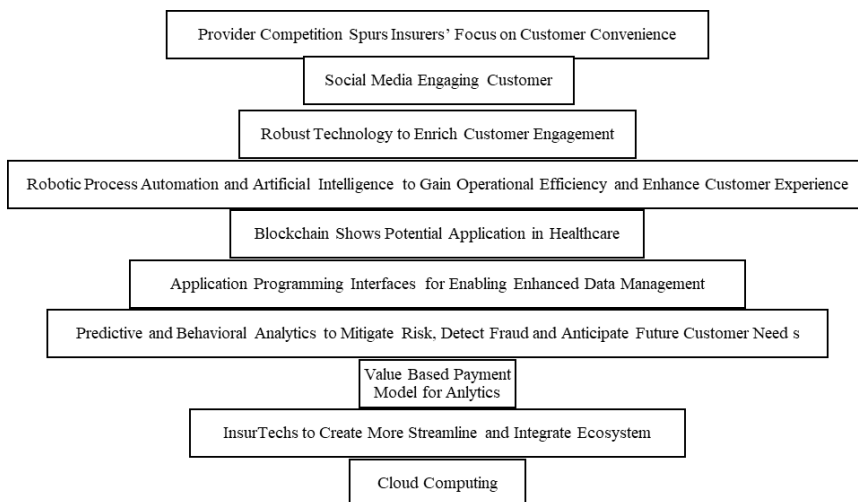 Provider Competition Spurs Insurers' Focus on Customer Convenience
Social Media Engaging Customer
Robust Technology to Enrich Customer Engagement
Robotic Process Automation and Artificial Intelligence to Gain Operational Efficiency and Enhance Customer Experience
Blockchain Shows Potential Application in Healthcare
Application Programming Interfaces for Enabling Enhanced Data Management
Predictive and Behavioral Analytics to Mitigate Risk, Detect Fraud and Anticipate Future Customer Need s
Value Based Payment
Model for Anlytics
InsurTechs to Create More Streamline and Integrate Ecosystem
Cloud Computing